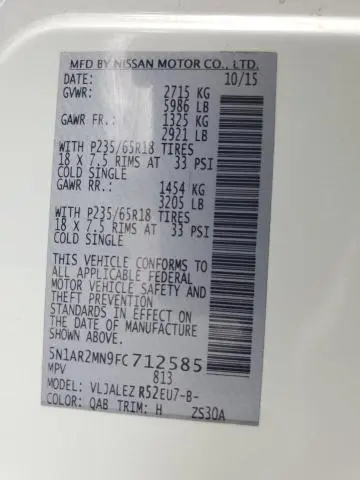 MFD BY NISSAN MOTOR CO., LTD.
DATE: 10/15
GVWR: 2715 KG
5986 LB
GAWR FR.: 1325 KG
2921 LB
WITH P235/65R18 TIRES
18 X 7.5 RIMS AT 33 PSI
COLD SINGLE
GAWR RR.: 1454 KG
3205 LB
WITH P235/65R18 TIRES
18 X 7.5 RIMS AT 33 PSI
COLD SINGLE
THIS VEHICLE CONFORMS TO
ALL APPLICABLE FEDERAL
MOTOR VEHICLE SAFETY AND
THEFT PREVENTION
STANDARDS IN EFFECT ON
THE DATE OF MANUFACTURE
SHOWN ABOVE.
5N1AR2MN9FC712585
MPV 813
MODEL: VLJALEZ R52EU7-B-
COLOR: QAB TRIM: H ZS30A